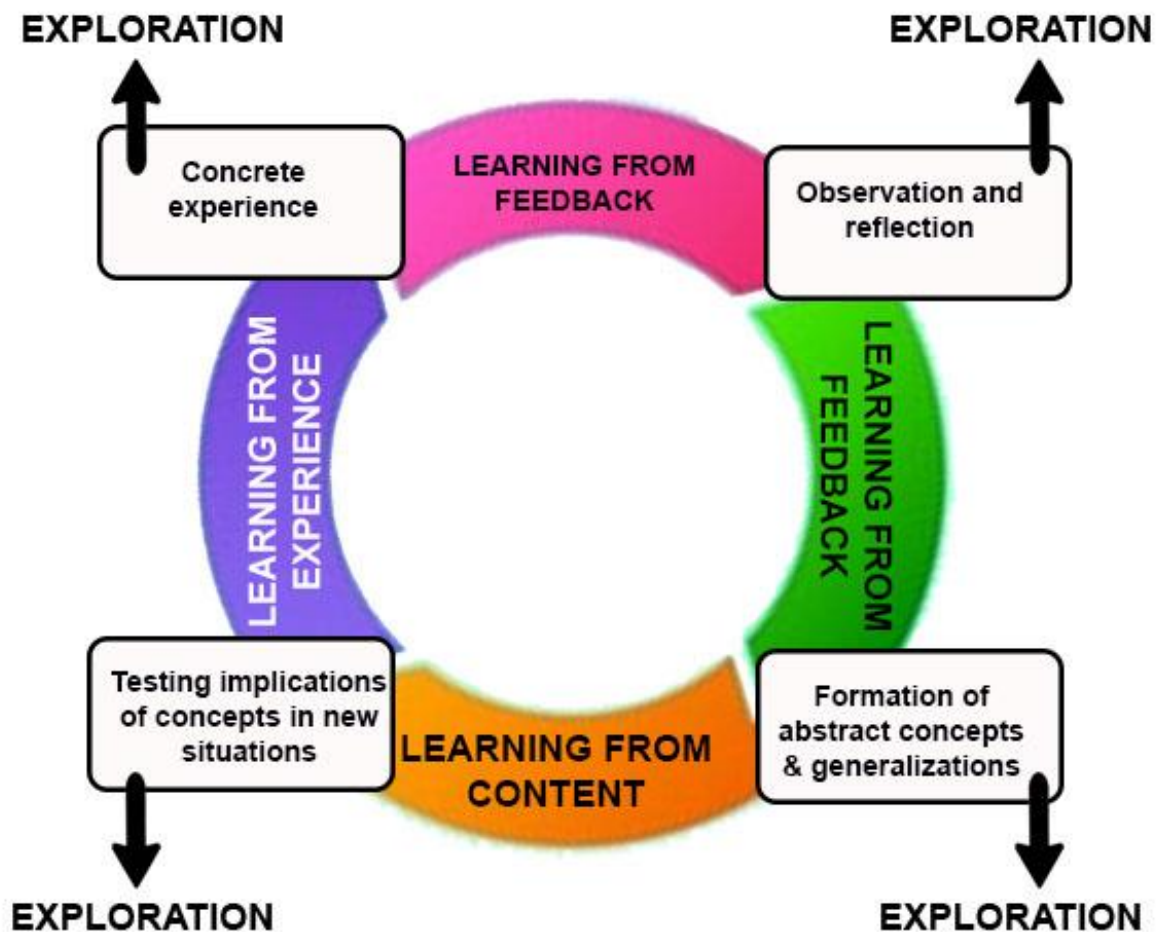 EXPLORATION
EXPLORATION
Concrete
experience
LEARNING FROM
FEEDBACK
Observation and
reflection
LEARNING FROM
EXPERIENCE
LEARNING FROM
FEEDBACK
Testing implications
of concepts in new
situations
LEARNING FROM
CONTENT
Formation of
abstract concepts
& generalizations
EXPLORATION
EXPLORATION